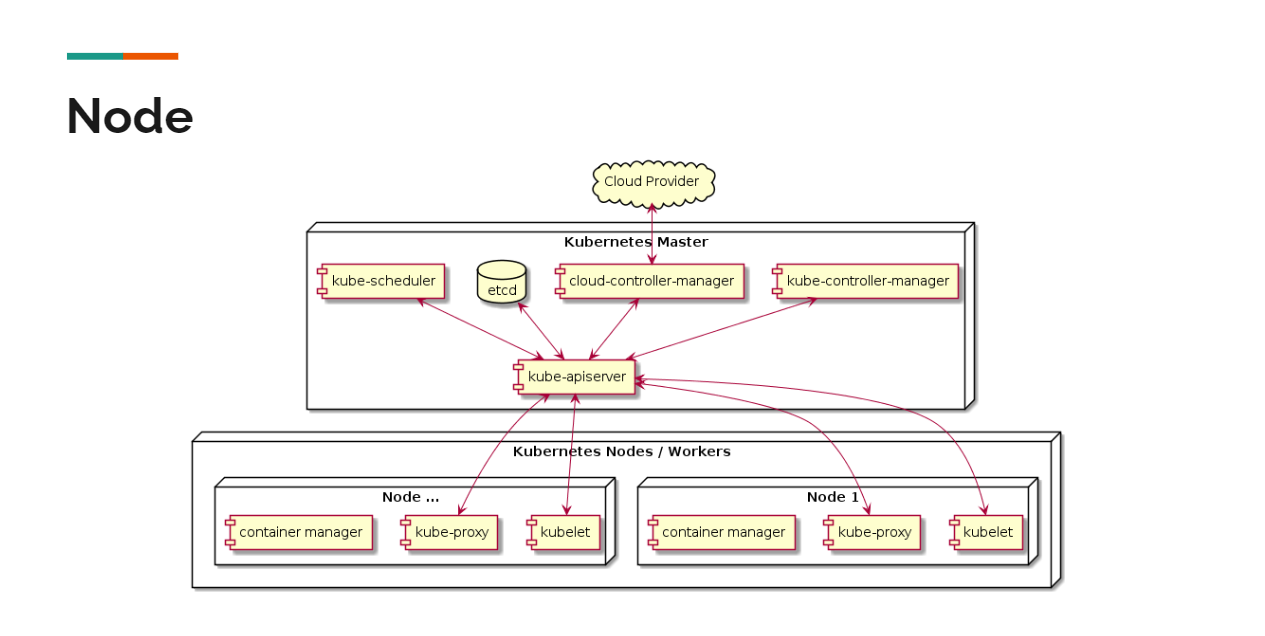 Node
Cloud Provider
Kubernetes Master
kube-scheduler
etcd
cloud-controller-manager
kube-controller-manager
kube-apiserver
Kubernetes Nodes / Workers
Node ...
container manager
kube-proxy
kubelet
Node 1
container manager
kube-proxy
kubelet